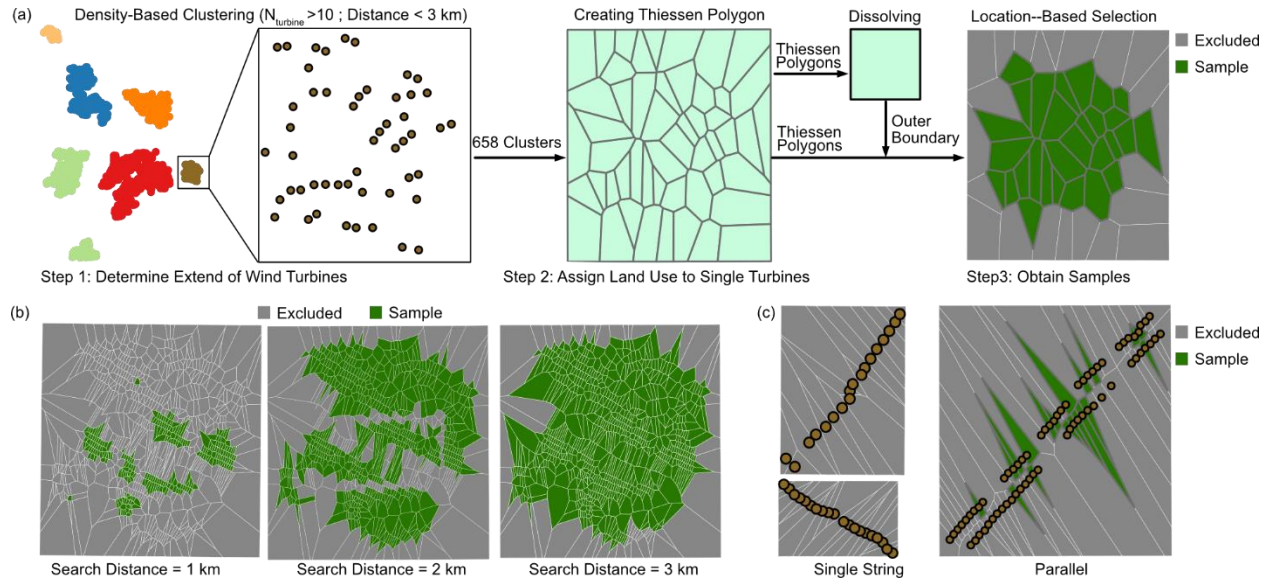 (a)
Density-Based Clustering (N turbine >10 ; Distance < 3 km)
Creating Thiessen Polygon
Dissolving
Location--Based Selection
Thiessen
Polygons
Excluded
Sample
658 Clusters
Thiessen
Polygons
Outer
Boundary
Step 1: Determine Extend of Wind Turbines
Step 2: Assign Land Use to Single Turbines
Step3: Obtain Samples
(b)
Excluded
Sample
(c)
Excluded
Sample
Search Distance = 1 km
Search Distance = 2 km
Search Distance = 3 km
Single String
Parallel